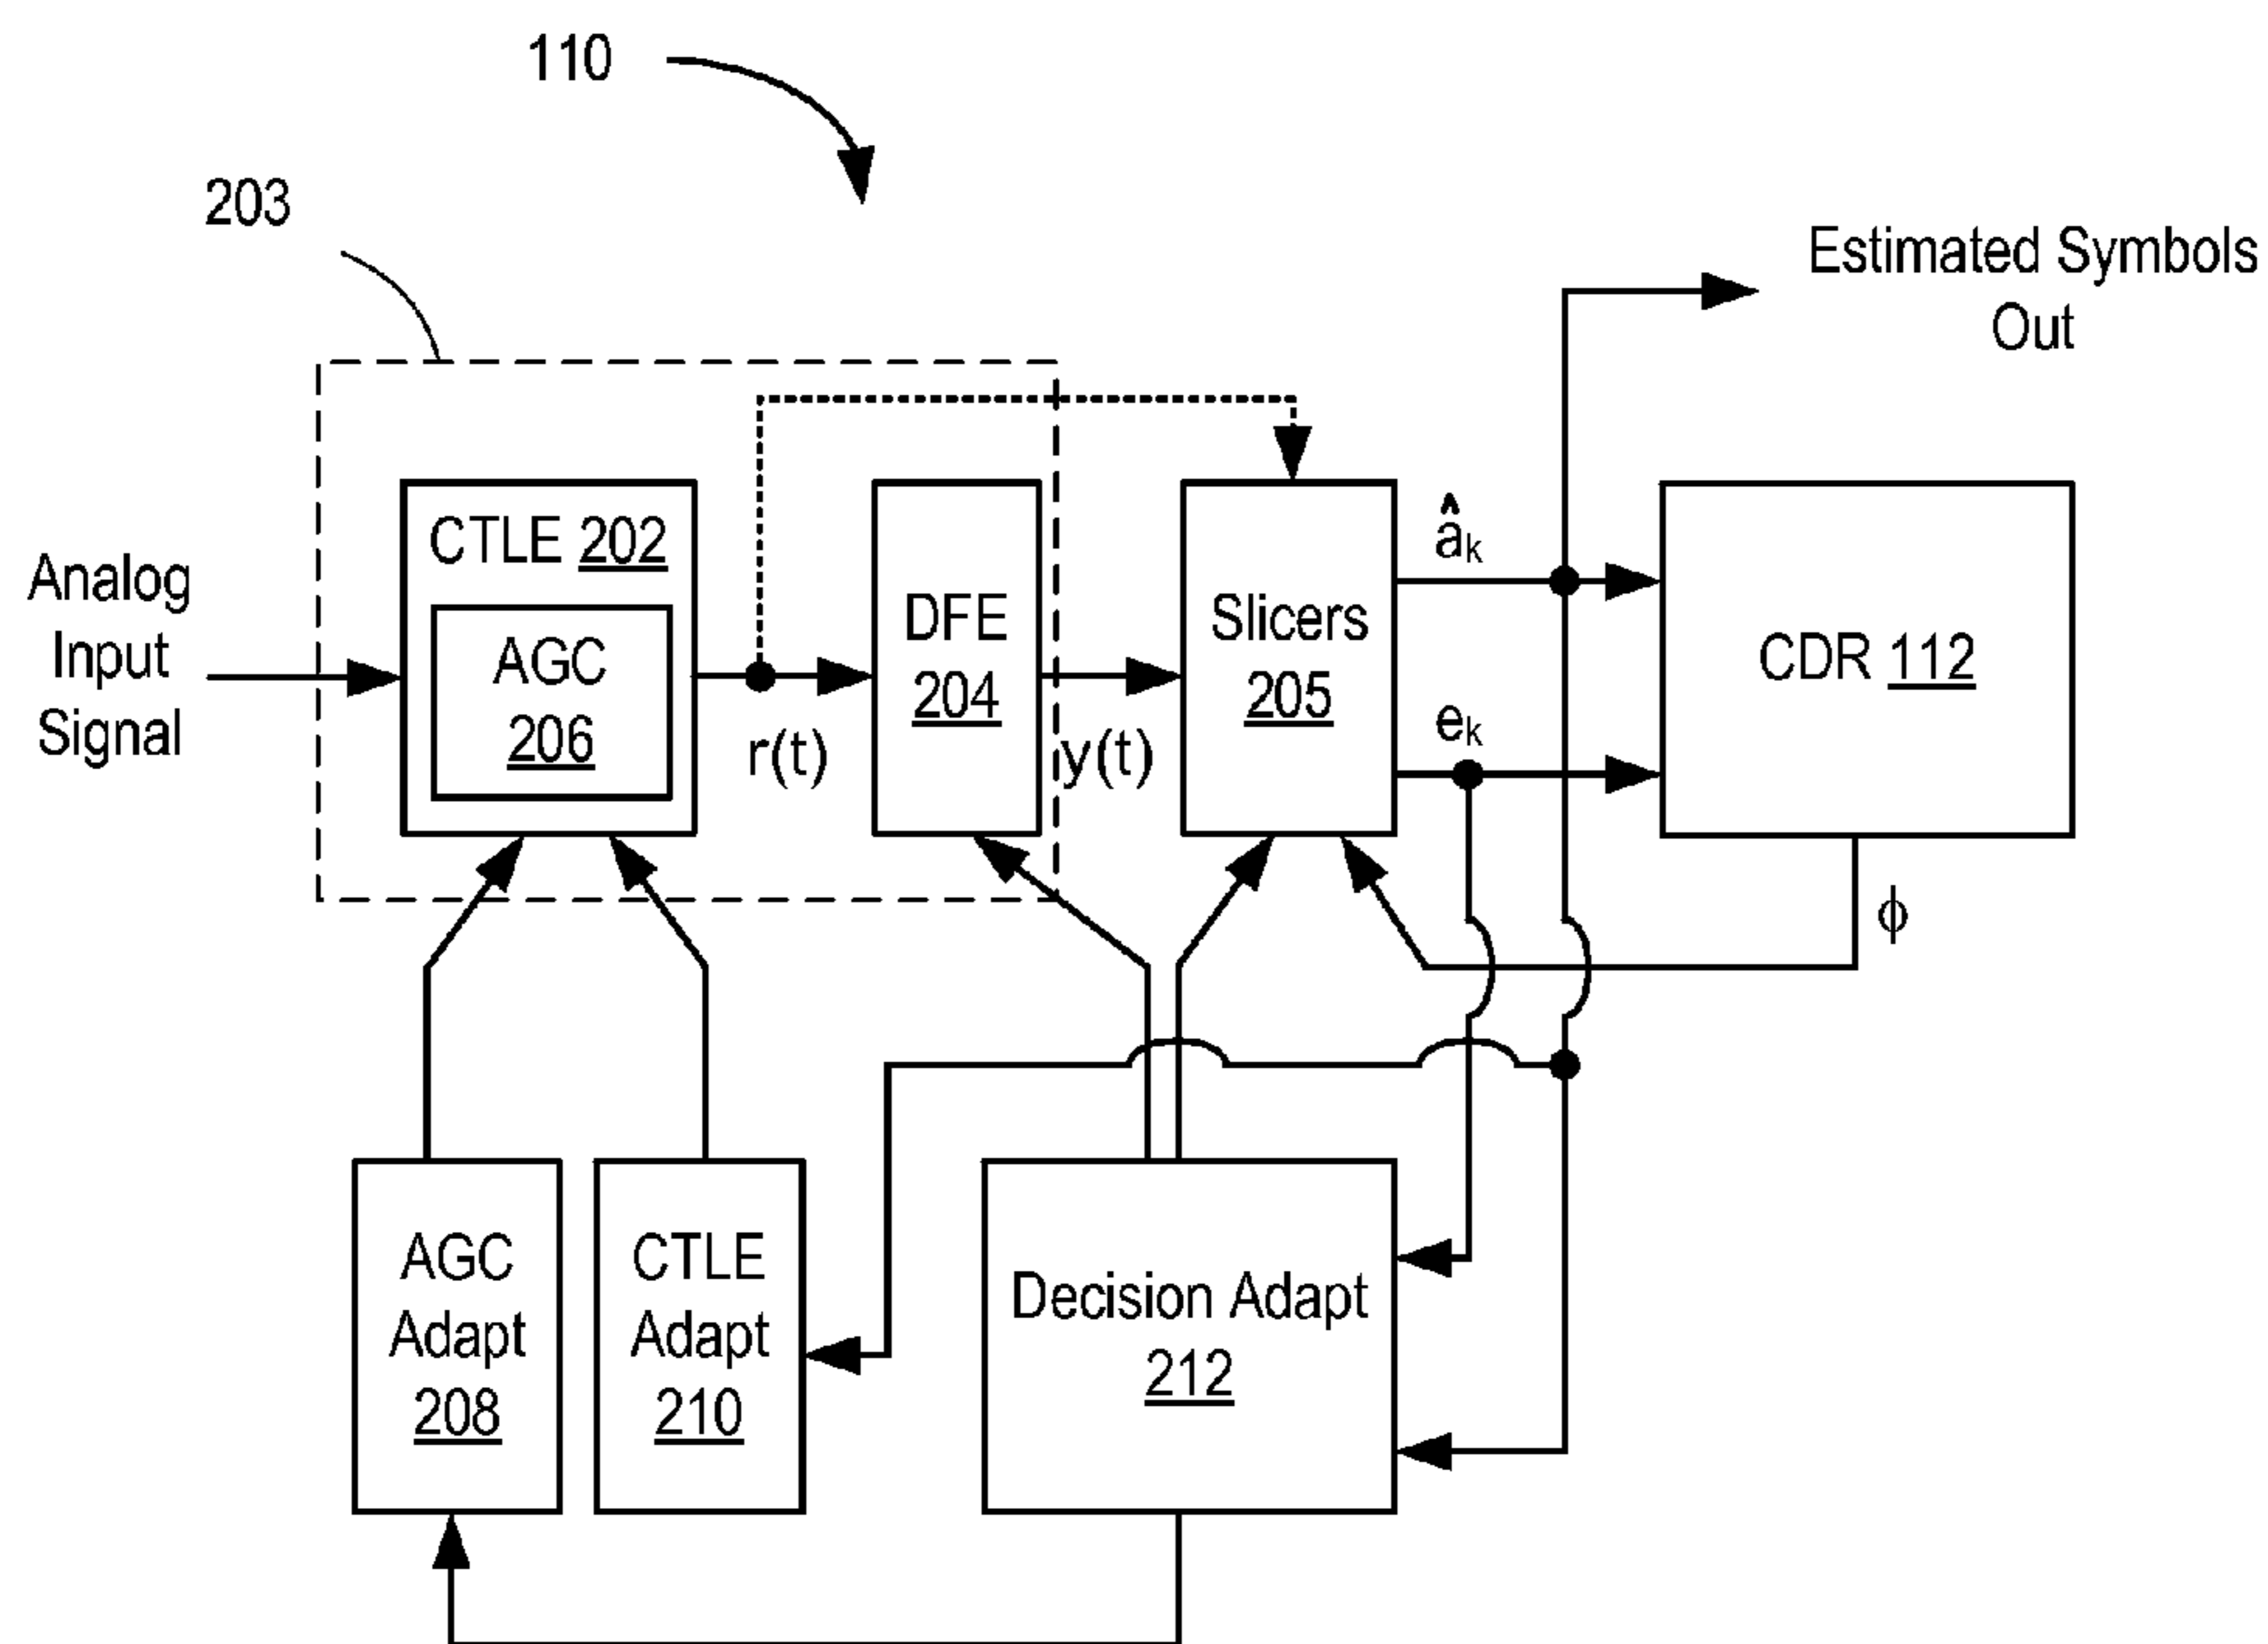 110
203
Estimated Symbols
Out
Analog
Input
Signal
CTLE 202
AGC
206
r(t)
DFE
204
y(t)
Slicers
205
âₖ
eₖ
CDR 112
ϕ
AGC
Adapt
208
CTLE
Adapt
210
Decision Adapt
212